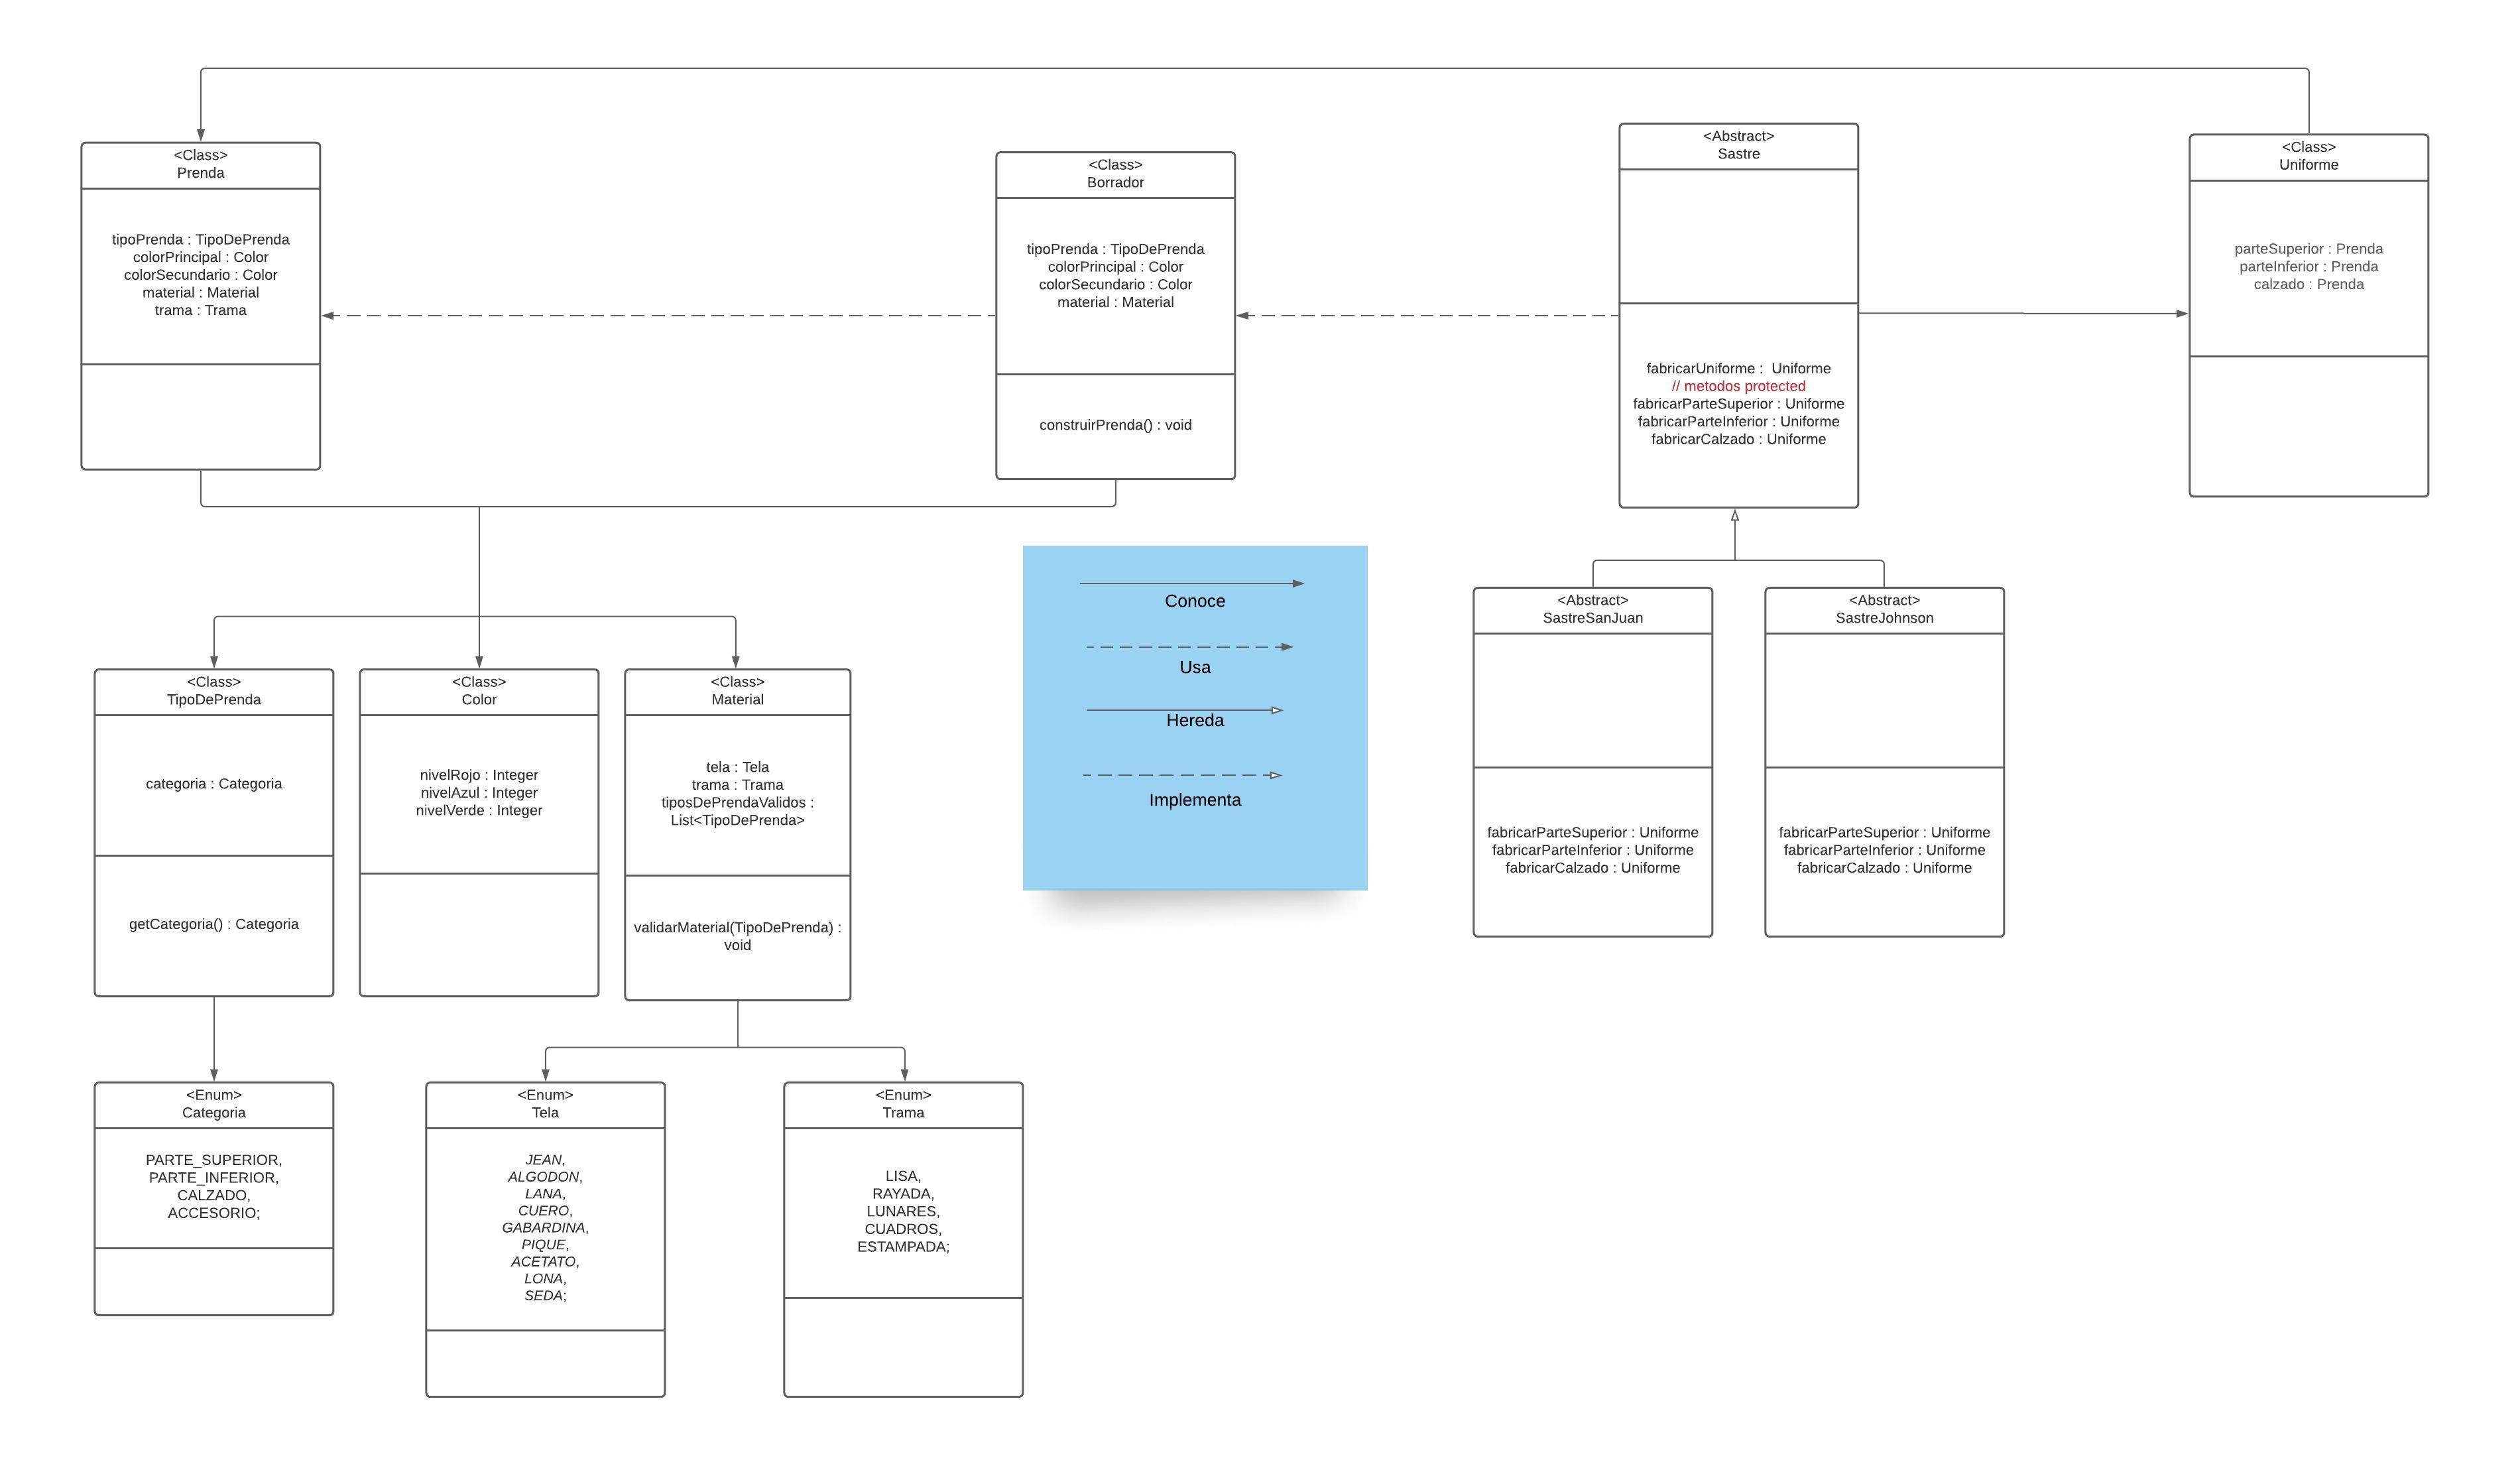 <Class>
Prenda
tipoPrenda : TipoDePrenda
colorPrincipal : Color
colorSecundario : Color
material : Material
trama : Trama
<Class>
Borrador
tipoPrenda : TipoDePrenda
colorPrincipal : Color
colorSecundario : Color
material : Material
construirPrenda() : void
<Abstract>
Sastre
fabricarUniforme :  Uniforme
// metodos protected
fabricarParteSuperior : Uniforme
fabricarParteInferior : Uniforme
fabricarCalzado : Uniforme
<Class>
Uniforme
parteSuperior : Prenda
parteInferior : Prenda
calzado : Prenda
Conoce
Usa
Hereda
Implementa
<Abstract>
SastreSanJuan
fabricarParteSuperior : Uniforme
fabricarParteInferior : Uniforme
fabricarCalzado : Uniforme
<Abstract>
SastreJohnson
fabricarParteSuperior : Uniforme
fabricarParteInferior : Uniforme
fabricarCalzado : Uniforme
<Class>
TipoDePrenda
categoria : Categoria
getCategoria() : Categoria
<Class>
Color
nivelRojo : Integer
nivelAzul : Integer
nivelVerde : Integer
<Class>
Material
tela : Tela
trama : Trama
tiposDePrendaValidos :
List<TipoDePrenda>
validarMaterial(TipoDePrenda) :
void
<Enum>
Categoria
PARTE_SUPERIOR,
PARTE_INFERIOR,
CALZADO,
ACCESORIO;
<Enum>
Tela
JEAN,
ALGODON,
LANA,
CUERO,
GABARDINA,
PIQUE,
ACETATO,
LONA,
SEDA;
<Enum>
Trama
LISA,
RAYADA,
LUNARES,
CUADROS,
ESTAMPADA;